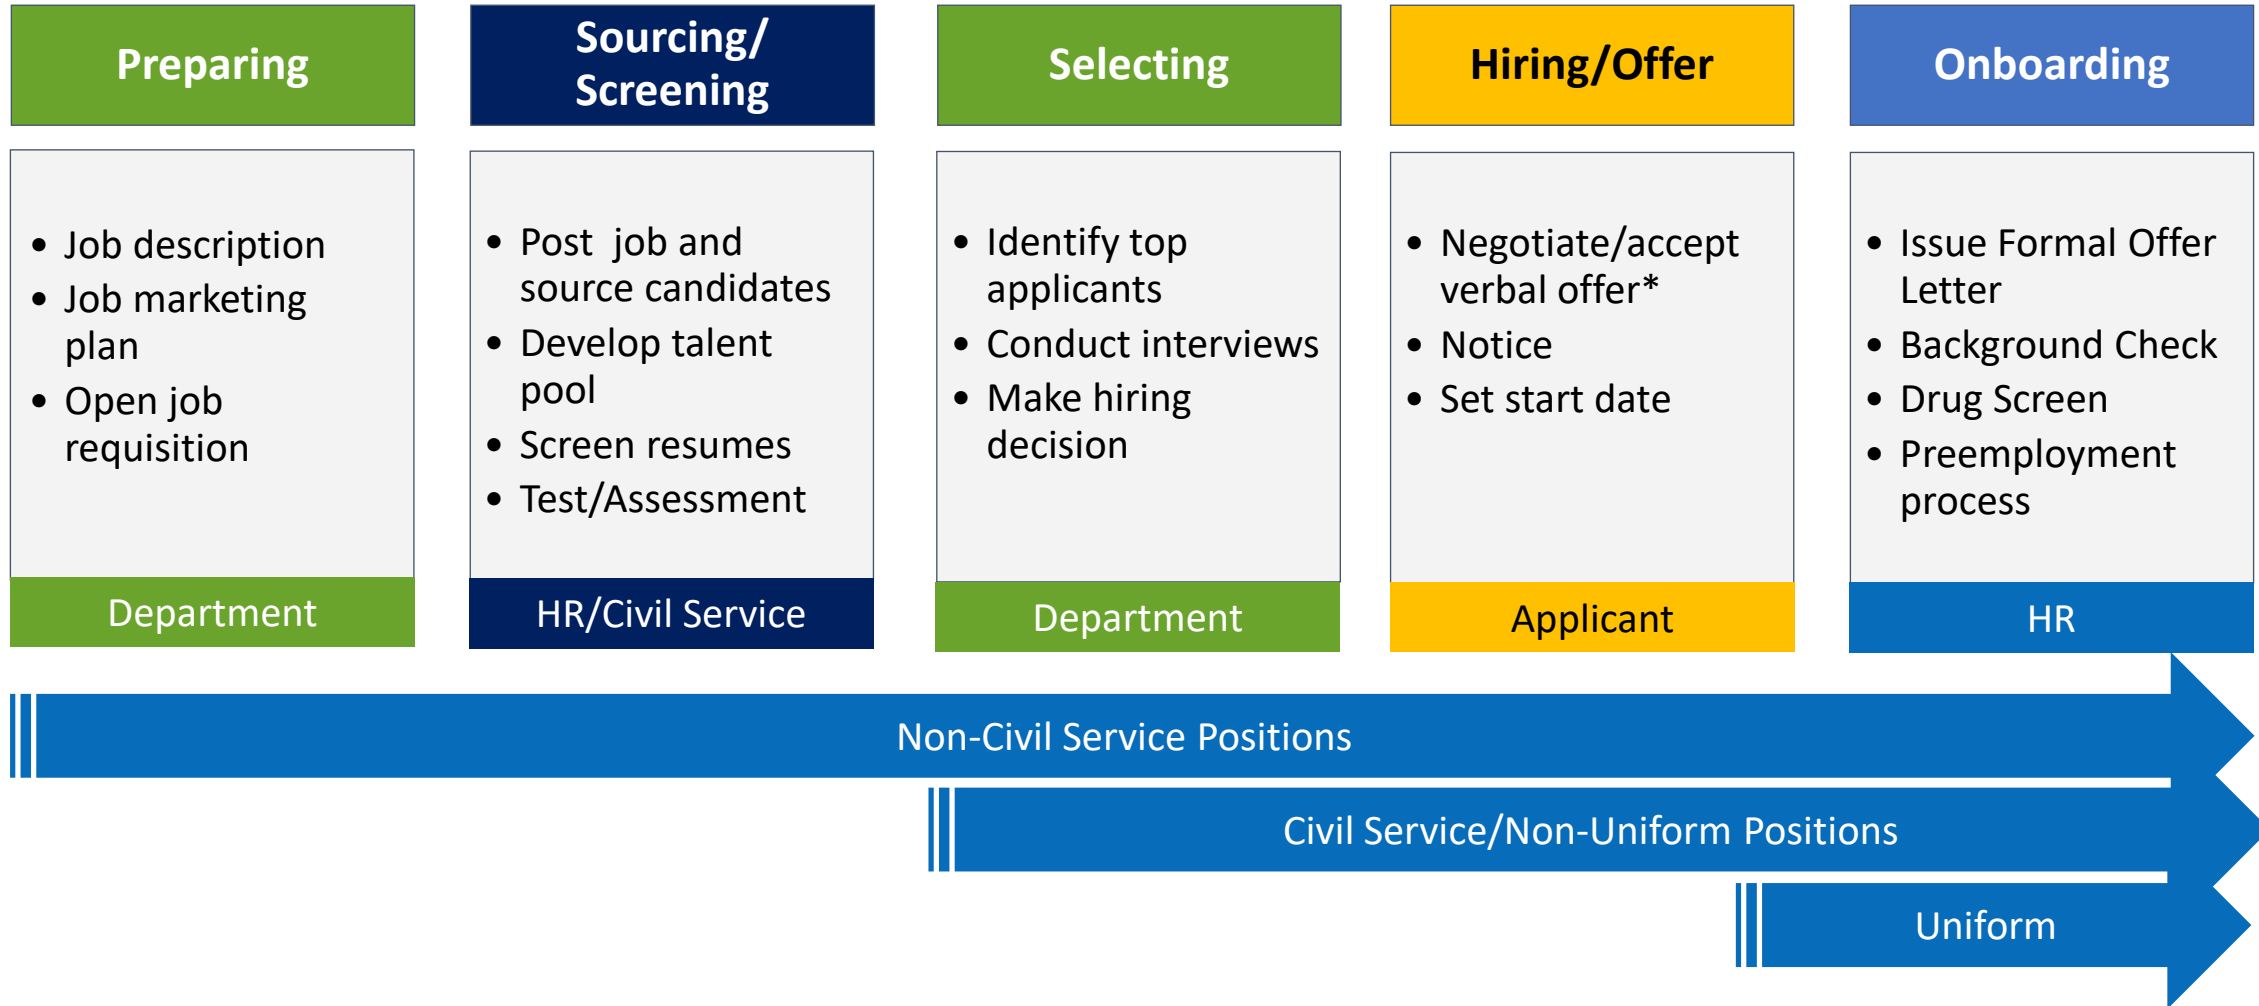 Preparing
Sourcing/
Screening
Selecting
Hiring/Offer
Onboarding
• Job description
• Job marketing
plan
• Open job
requisition
Department
• Post  job and
source candidates
• Develop talent
pool
• Screen resumes
• Test/Assessment
HR/Civil Service
• Identify top
applicants
• Conduct interviews
• Make hiring
decision
Department
• Negotiate/accept
verbal offer*
• Notice
• Set start date
Applicant
• Issue Formal Offer
Letter
• Background Check
• Drug Screen
• Preemployment
process
HR
Non-Civil Service Positions
Civil Service/Non-Uniform Positions
Uniform